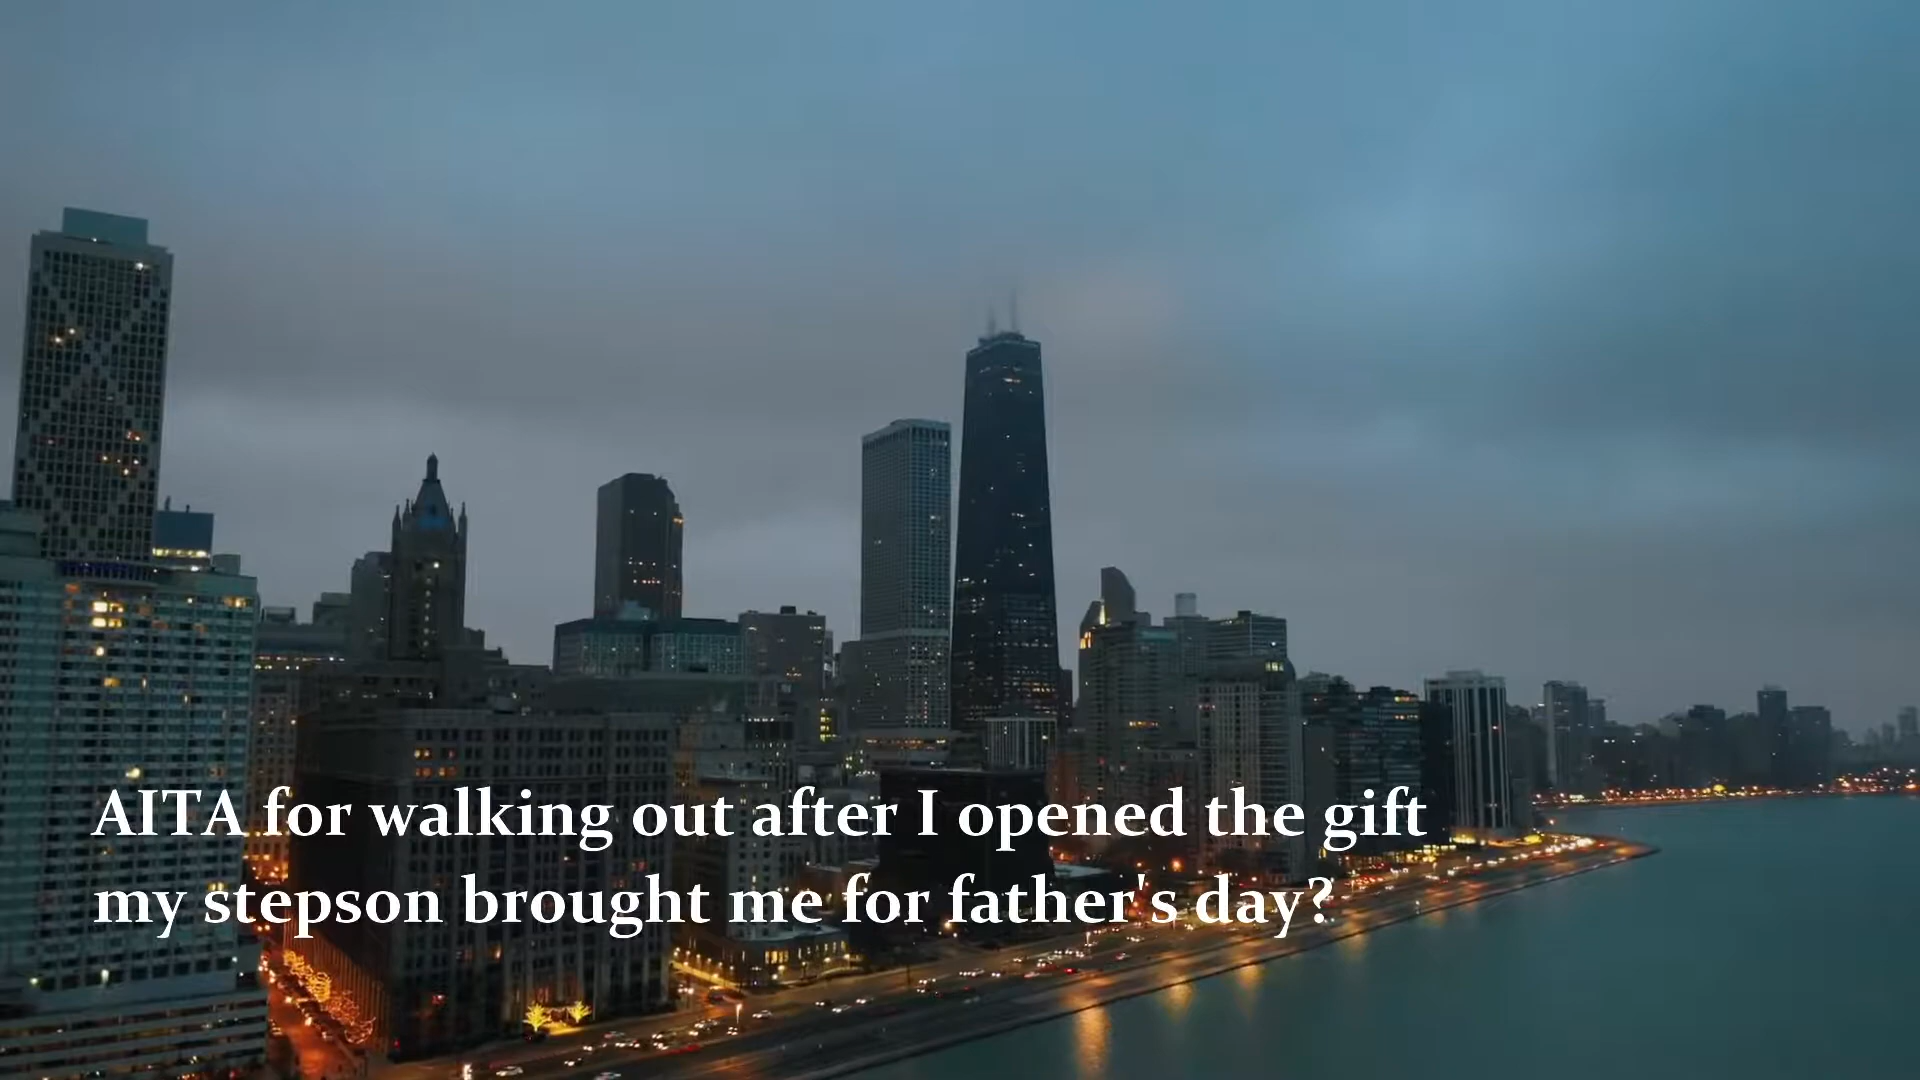 AITA for walking out after I opened the gift
my stepson brought me for father's day?